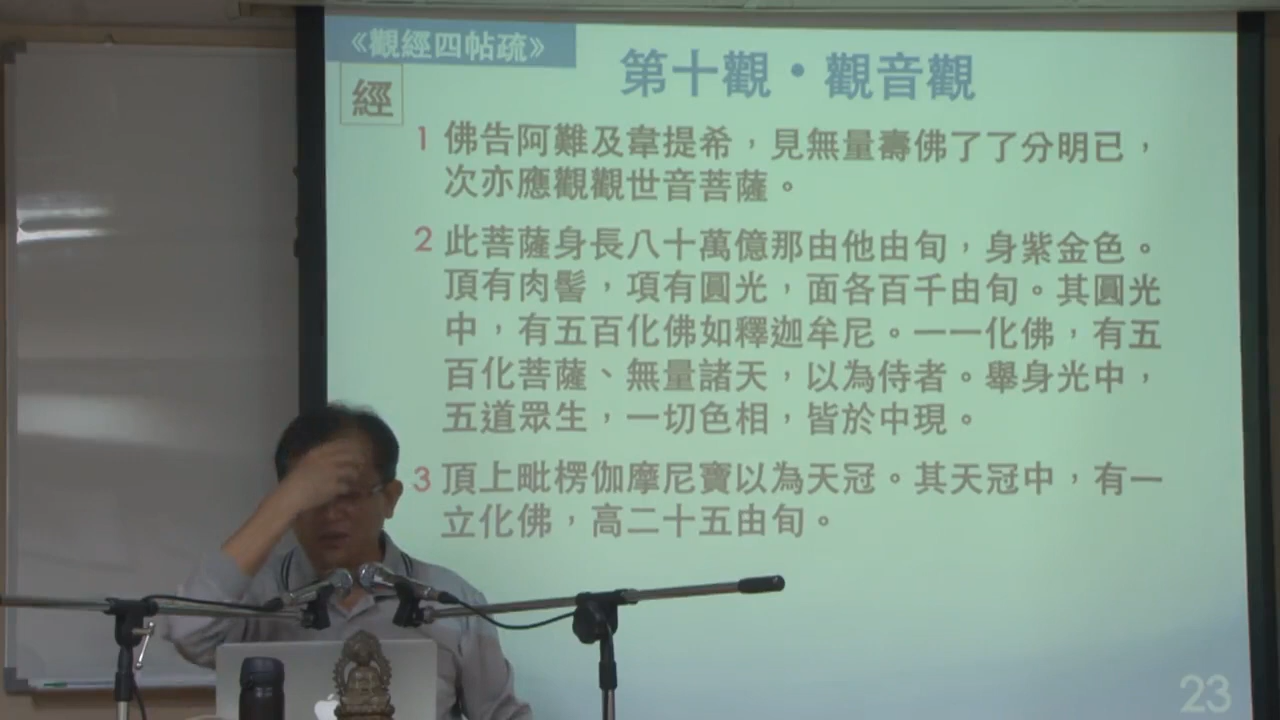 《觀經四帖疏》
第十觀·觀音觀
經
1 佛告阿難及韋提希，見無量壽佛了了分明已，
次亦應觀觀世音菩薩。
2 此菩薩身長八十萬億那由他由旬，身紫金色。
頂有肉髻，項有圓光，面各百千由旬。其圓光
中，有五百化佛如釋迦牟尼。一一化佛，有五
百化菩薩、無量諸天，以為侍者。舉身光中，
五道眾生，一切色相，皆於中現。
3 頂上毗楞伽摩尼寶以為天冠。其天冠中，有一
立化佛，高二十五由旬。
23